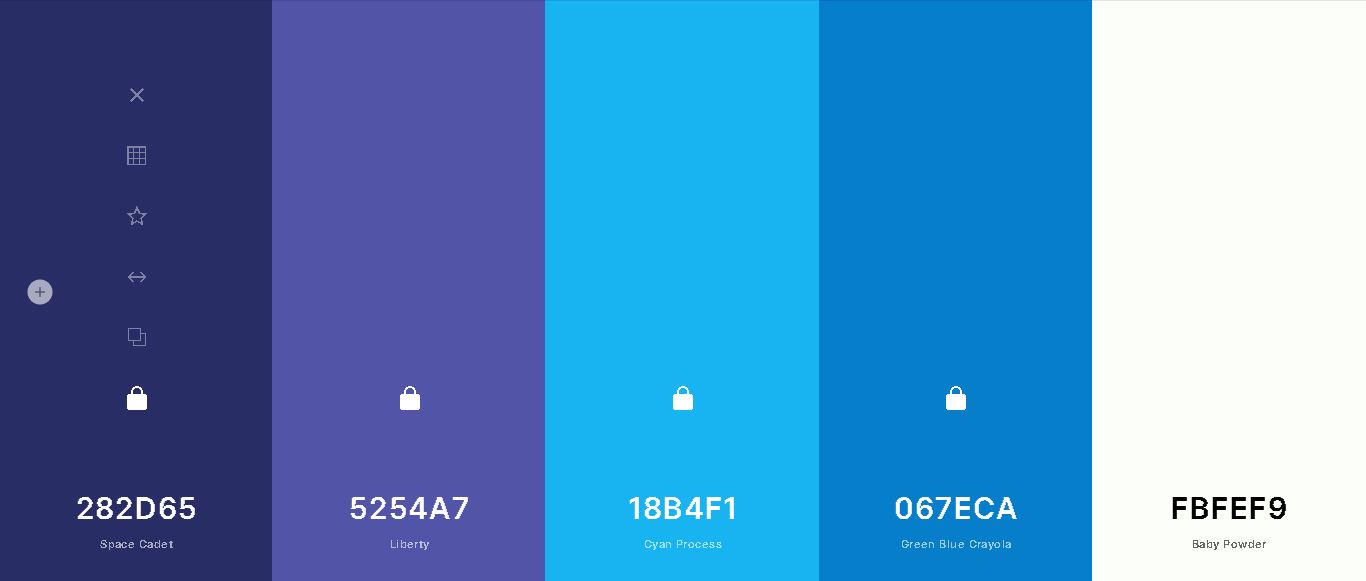 282D65
Space Cadet
5254A7
Liberty
18B4F1
Cyan Process
067ECA
Green Blue Crayola
FBFEF9
Baby Powder